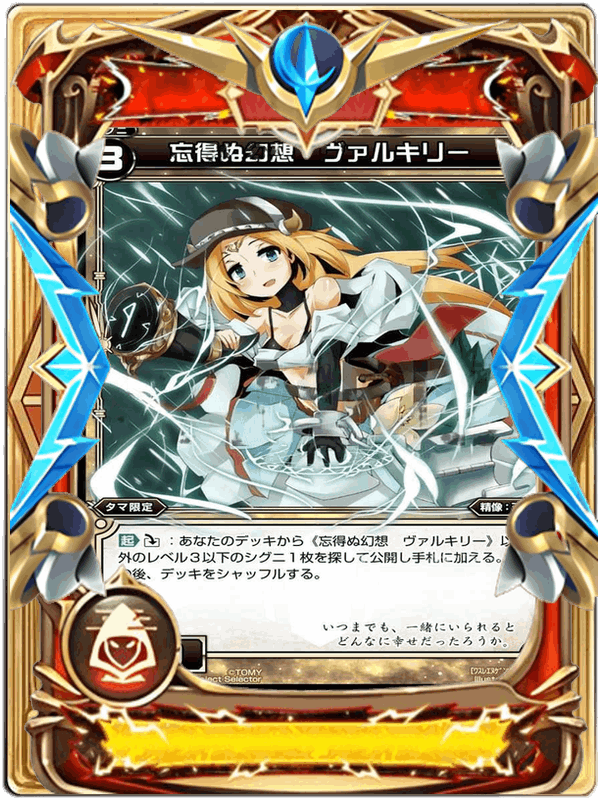 3
忘得ぬ幻想 ヴァルキリー
タマ限定
精像:
起 : あなたのデッキから《忘得ぬ幻想 ヴァルキリー》以
外のレベル3以下のシグニ1枚を探して公開し手札に加える。
後、デッキをシャッフルする。
いつまでも、一緒にいられると
どんなに幸せだったろうか。
©TOMY
ject Selector